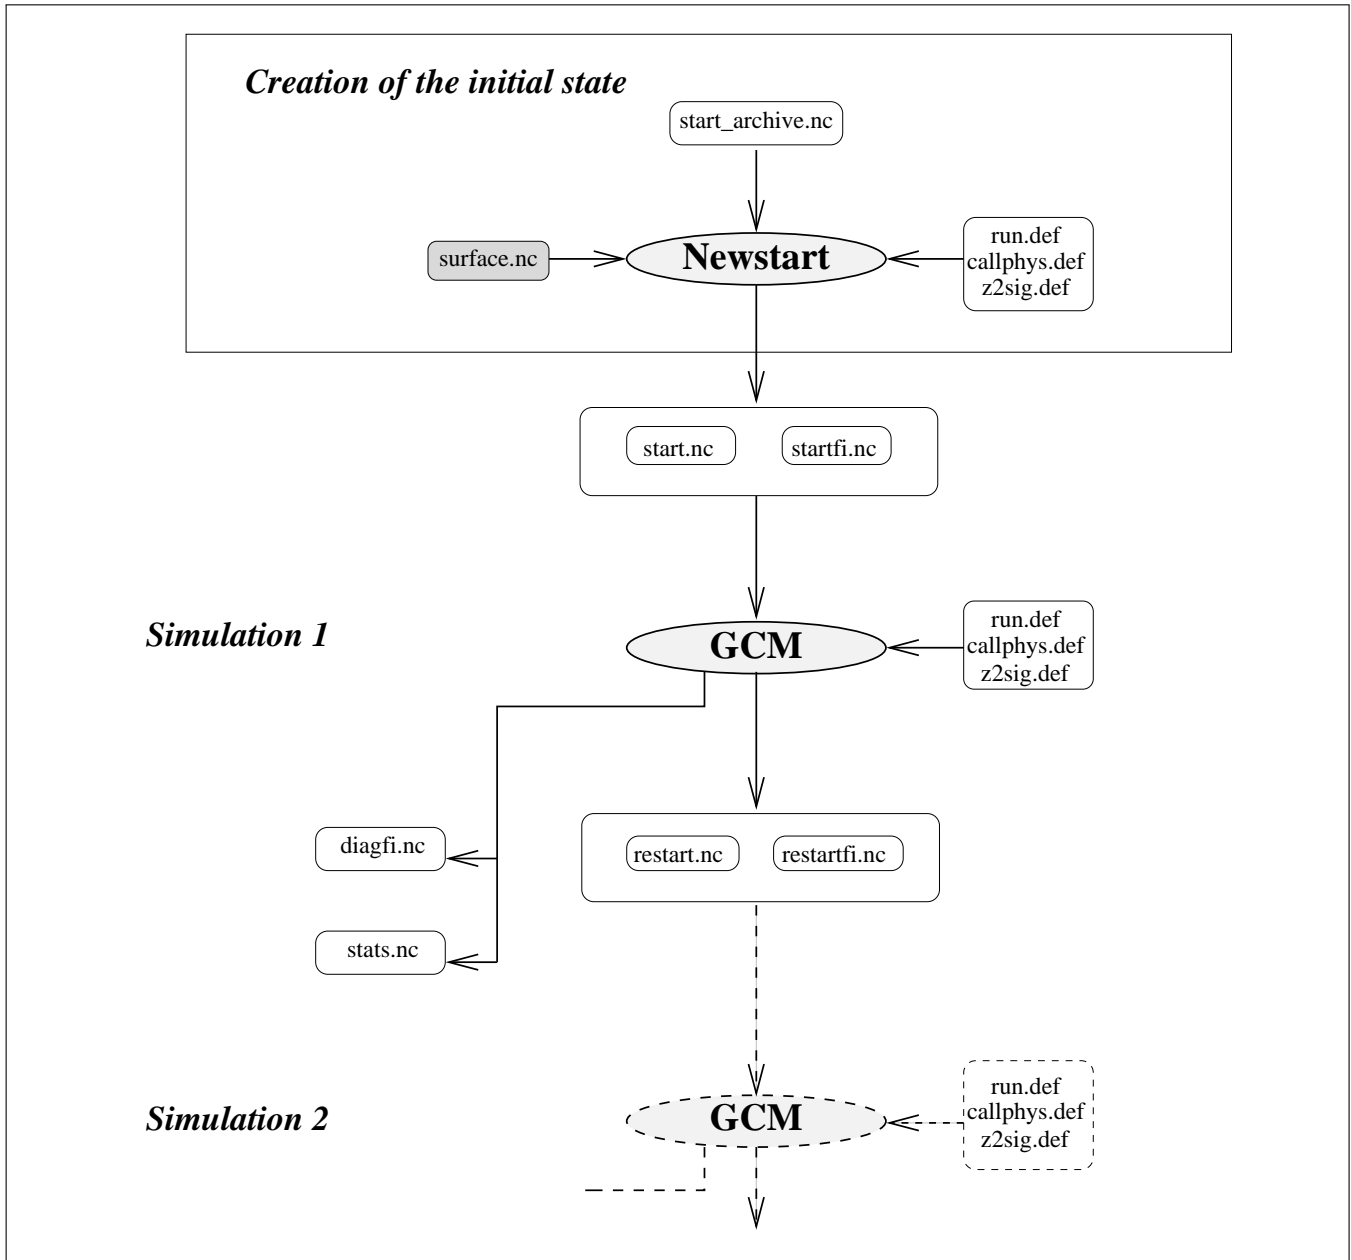 Creation of the initial state
start_archive.nc
surface.nc
Newstart
run.def
callphys.def
z2sig.def
start.nc
startfi.nc
Simulation 1
GCM
run.def
callphys.def
z2sig.def
diagfi.nc
restart.nc
restartfi.nc
stats.nc
Simulation 2
GCM
run.def
callphys.def
z2sig.def